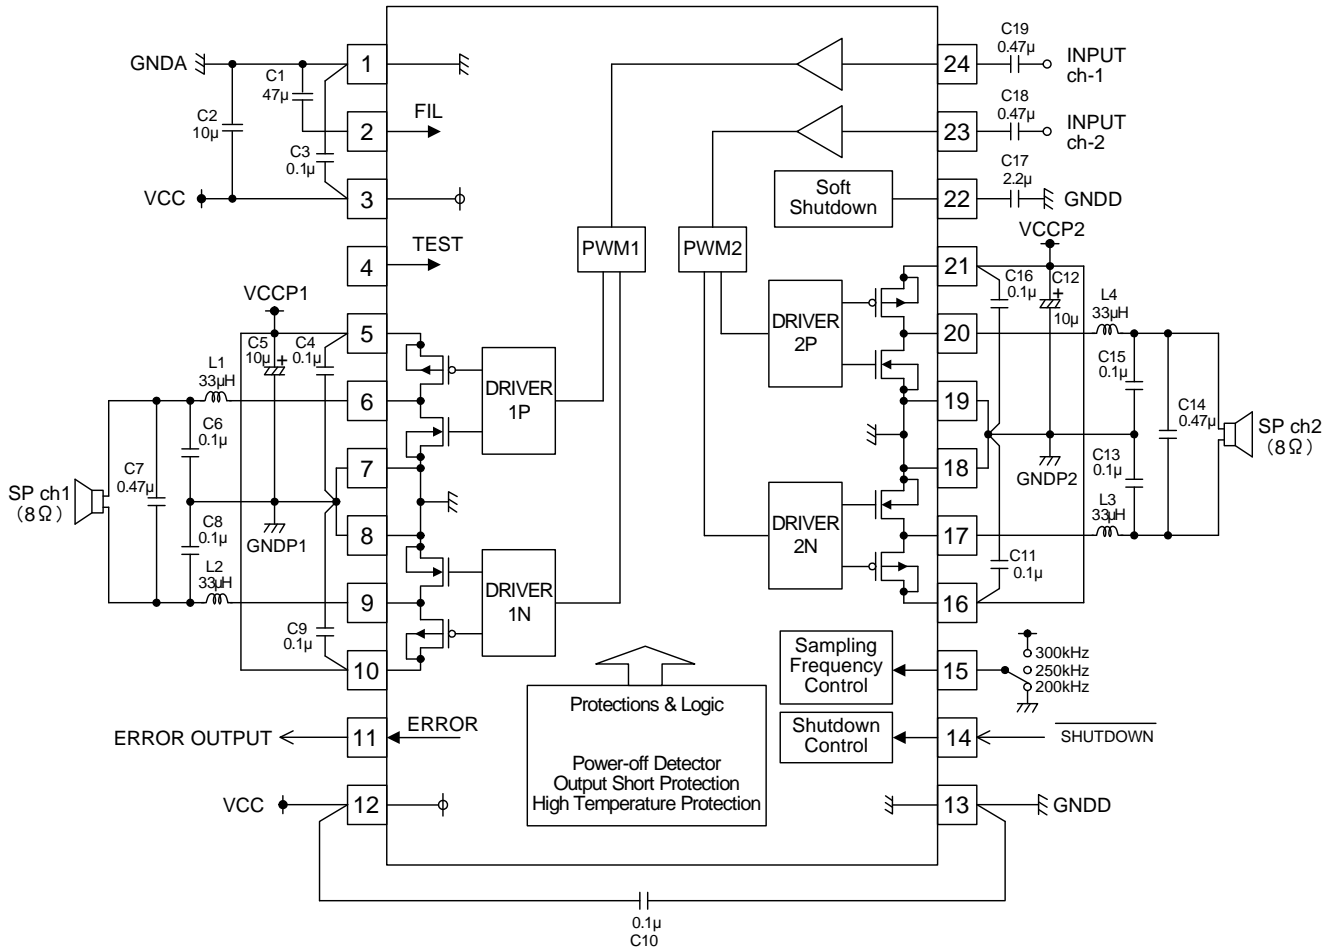 GNDA
C1
47µ
C2
10µ
C3
0.1µ
VCC
1
2
3
4
FIL
TEST
VCCP1
C5
10µ
+
C4
0.1µ
L1
33µH
C6
0.1µ
C7
0.47µ
SP ch1
(8Ω)
C8
0.1µ
GNDP1
L2
33µH
C9
0.1µ
5
6
7
8
9
10
DRIVER
1P
DRIVER
1N
PWM1
PWM2
ERROR OUTPUT
11
ERROR
VCC
12
Protections & Logic
Power-off Detector
Output Short Protection
High Temperature Protection
24
C19
0.47µ
INPUT
ch-1
23
C18
0.47µ
INPUT
ch-2
Soft
Shutdown
22
C17
2.2µ
GNDD
VCCP2
21
C16
0.1µ
C12
+
10µ
DRIVER
2P
20
L4
33µH
C15
0.1µ
C14
0.47µ
SP ch2
(8Ω)
19
18
GNDP2
C13
0.1µ
L3
33µH
DRIVER
2N
17
C11
0.1µ
16
Sampling
Frequency
Control
15
300kHz
250kHz
200kHz
Shutdown
Control
14
SHUTDOWN
13
GNDD
0.1µ
C10